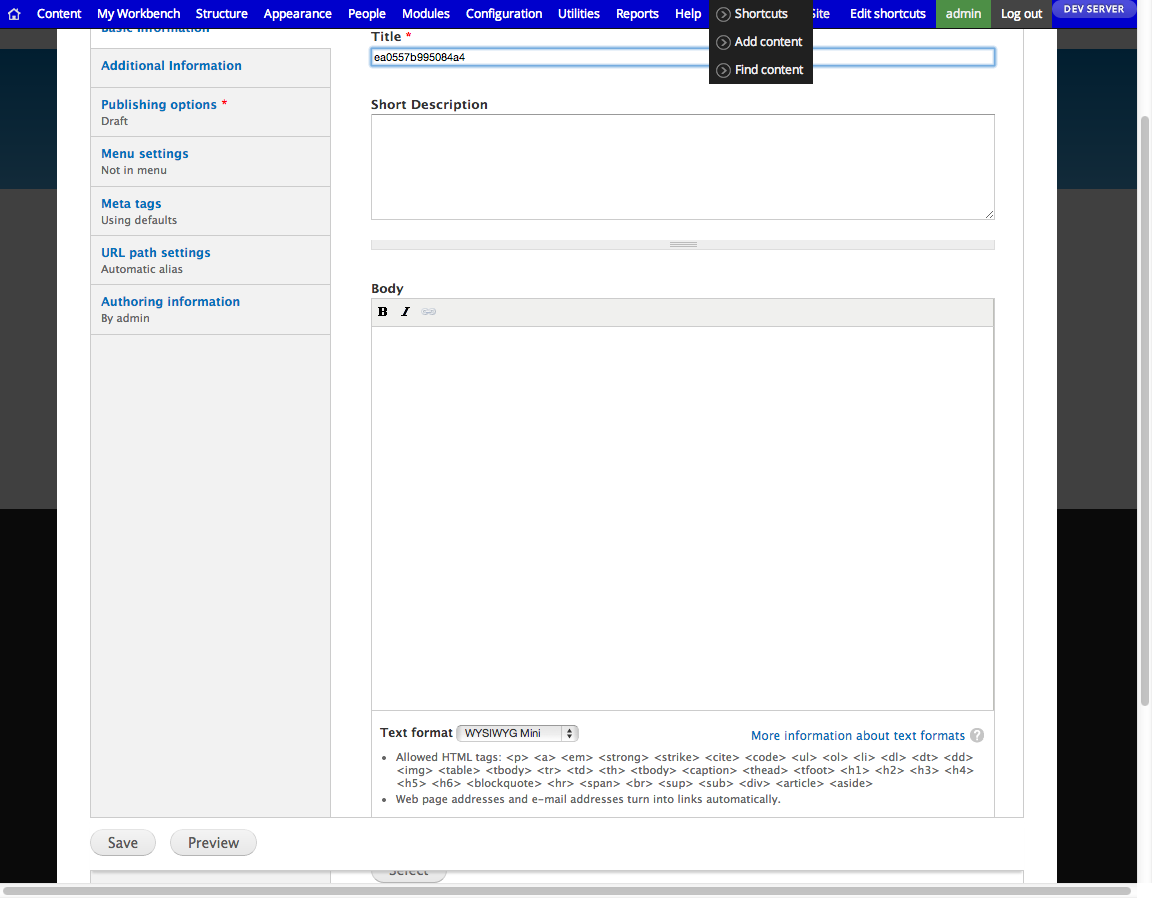 Content My Workbench Structure Appearance People Modules Configuration Utilities Reports Help Shortcuts Site Edit shortcuts admin Log out DEV SERVER
Add content
Find content
Basic information
Additional Information
Publishing options *
Draft
Menu settings
Not in menu
Meta tags
Using defaults
URL path settings
Automatic alias
Authoring information
By admin
Title *
ea0557b995084a4
Short Description
Body
B I
Text format WYSIWYG Mini More information about text formats ?
• Allowed HTML tags: <p> <a> <em> <strong> <strike> <cite> <code> <ul> <ol> <li> <dl> <dt> <dd>
<img> <table> <tbody> <tr> <td> <th> <tbody> <caption> <thead> <tfoot> <h1> <h2> <h3> <h4>
<h5> <h6> <blockquote> <hr> <span> <br> <sup> <sub> <div> <article> <aside>
• Web page addresses and e-mail addresses turn into links automatically.
Save Preview
Select